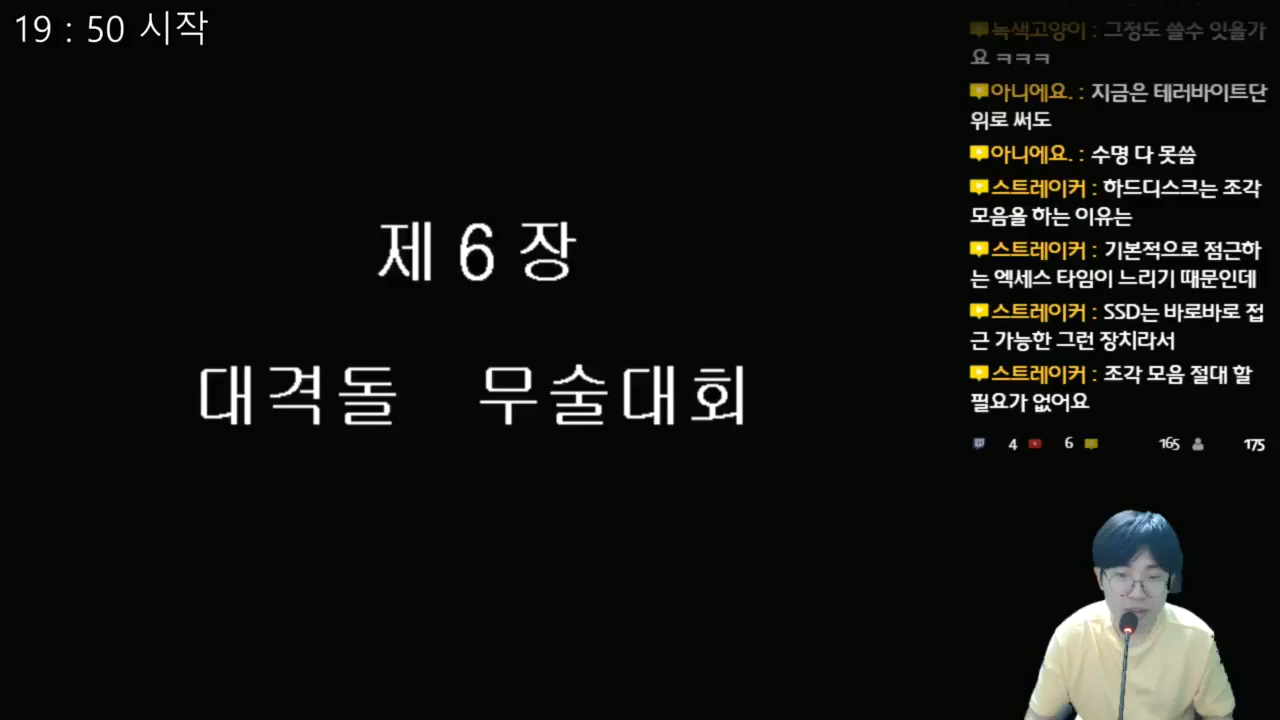 19 : 50 시작
제 6 장
대격돌 무술대회
녹색고양이 : 그정도 쓸수 잇을가
요 ㅋㅋㅋ
아니에요. : 지금은 테러바이트단
위로 써도
아니에요. : 수명 다 못씀
스트레이커 : 하드디스크는 조각
모음을 하는 이유는
스트레이커 : 기본적으로 점근하
는 엑세스 타임이 느리기 때문인데
스트레이커 : SSD는 바로바로 접
근 가능한 그런 장치라서
스트레이커 : 조각 모음 절대 할
필요가 없어요
4 6 165 175